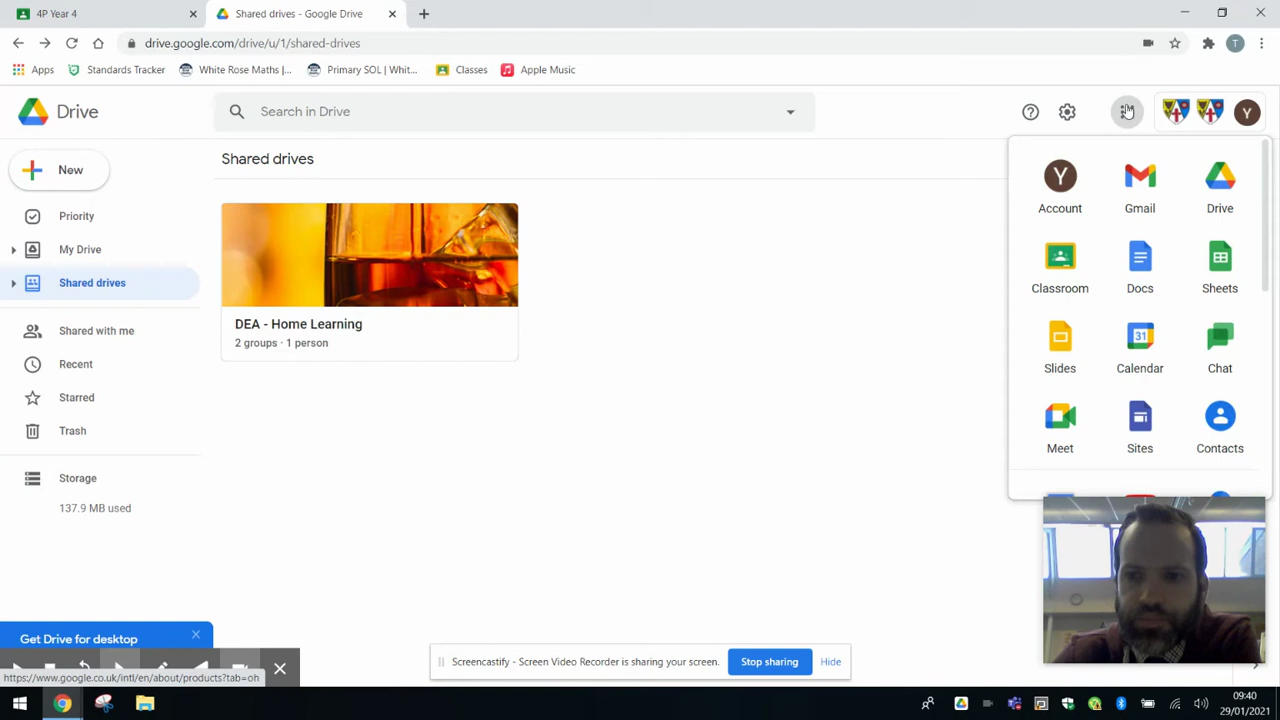 4P Year 4
Shared drives - Google Drive
drive.google.com/drive/u/1/shared-drives
T
Apps
Standards Tracker
White Rose Maths |...
Primary SOL | Whit...
Classes
Apple Music
Drive
Search in Drive
Y
New
Shared drives
Priority
My Drive
Shared drives
Shared with me
Recent
Starred
Trash
Storage
137.9 MB used
DEA - Home Learning
2 groups · 1 person
Y
Account
Gmail
Drive
Classroom
Docs
Sheets
Slides
31
Calendar
Chat
Meet
Sites
Contacts
Get Drive for desktop
https://www.google.co.uk/intl/en/about/products?tab=oh
Screencastify - Screen Video Recorder is sharing your screen.
Stop sharing
Hide
09:40
29/01/2021